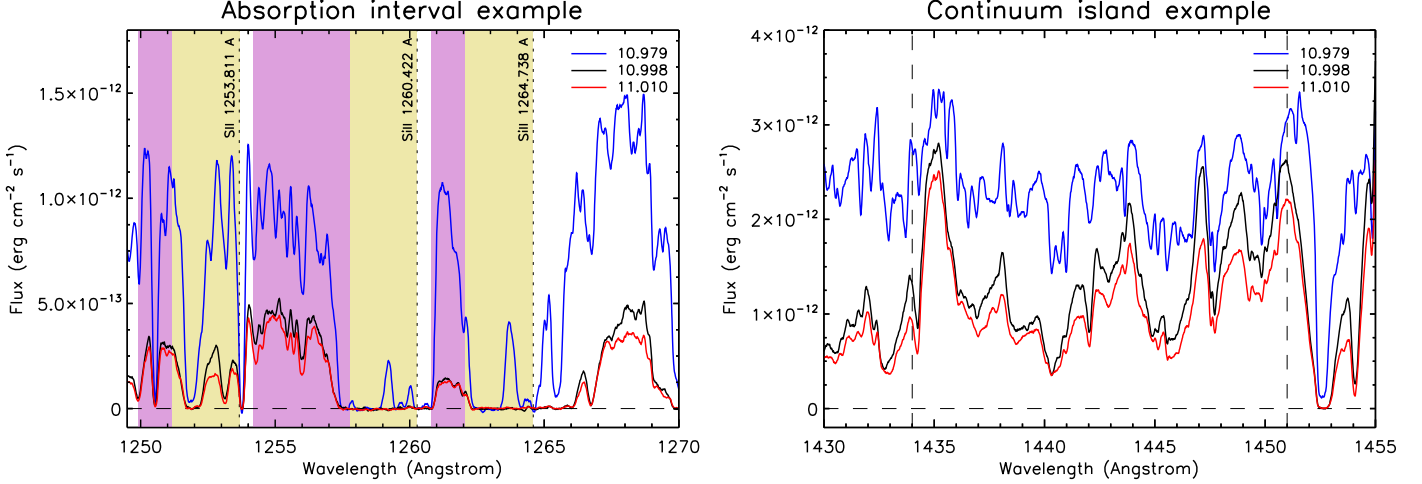 Absorption interval example
SII 1253.811 A
SiII 1260.422 A
SiII 1264.738 A
10.979
10.998
11.010
1.5×10⁻¹²
1.0×10⁻¹²
5.0×10⁻¹³
0
Flux (erg cm⁻² s⁻¹)
1250 1255 1260 1265 1270
Wavelength (Angstrom)
Continuum island example
10.979
10.998
11.010
4×10⁻¹²
3×10⁻¹²
2×10⁻¹²
1×10⁻¹²
0
Flux (erg cm⁻² s⁻¹)
1430 1435 1440 1445 1450 1455
Wavelength (Angstrom)